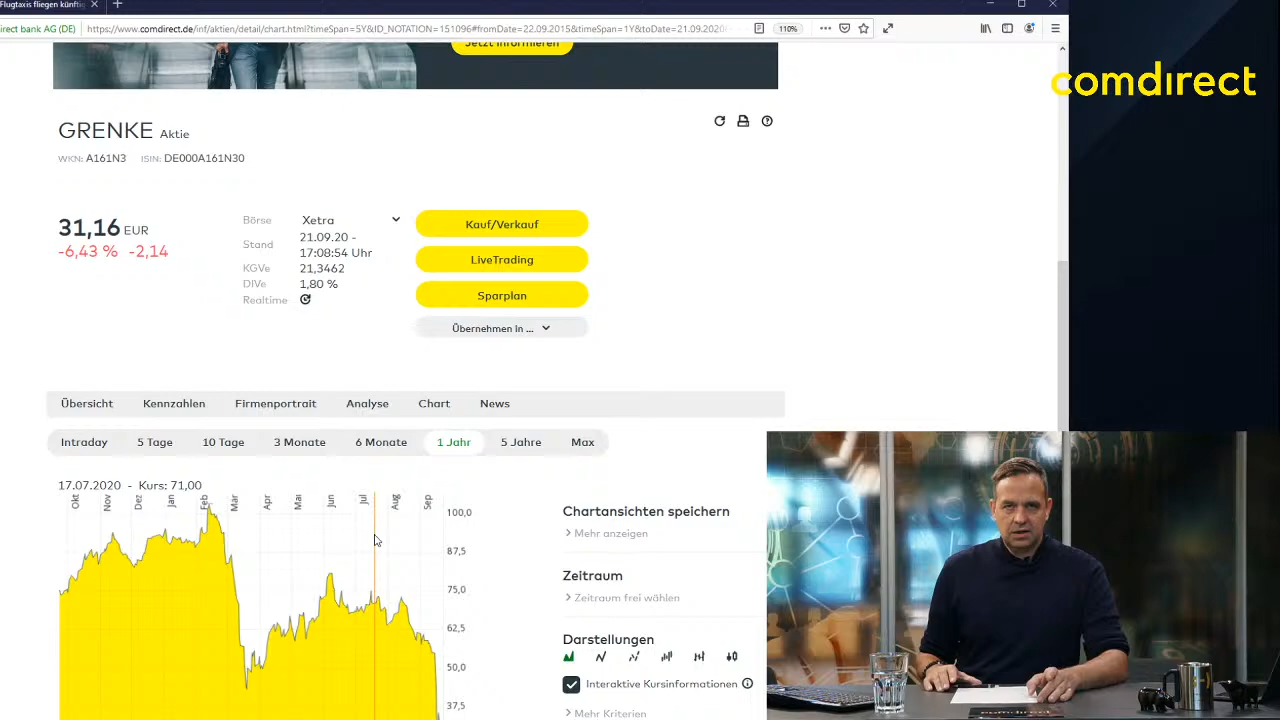 Flugtaxis fliegen künftig
irect bank AG (DE)
https://www.comdirect.de/inf/aktien/detail/chart.html?timeSpan=5Y&ID_NOTATION=151096#fromDate=22.09.2015&timeSpan=1Y&toDate=21.09.2020
110%
Jetzt informieren
comdirect
GRENKE Aktie
WKN: A161N3 ISIN: DE000A161N30
31,16 EUR
-6,43 % -2,14
Börse Xetra
Stand 21.09.20 -
17:08:54 Uhr
KGVe 21,3462
DIVe 1,80 %
Realtime
Kauf/Verkauf
LiveTrading
Sparplan
Übernehmen in ...
Übersicht Kennzahlen Firmenportrait Analyse Chart News
Intraday 5 Tage 10 Tage 3 Monate 6 Monate 1 Jahr 5 Jahre Max
17.07.2020 - Kurs: 71,00
Okt Nov Dez Jan Feb Mär Apr Mai Jun Jul Aug Sep
100,0
87,5
75,0
62,5
50,0
37,5
Chartansichten speichern
Mehr anzeigen
Zeitraum
Zeitraum frei wählen
Darstellungen
Interaktive Kursinformationen
Mehr Kriterien
comdirect